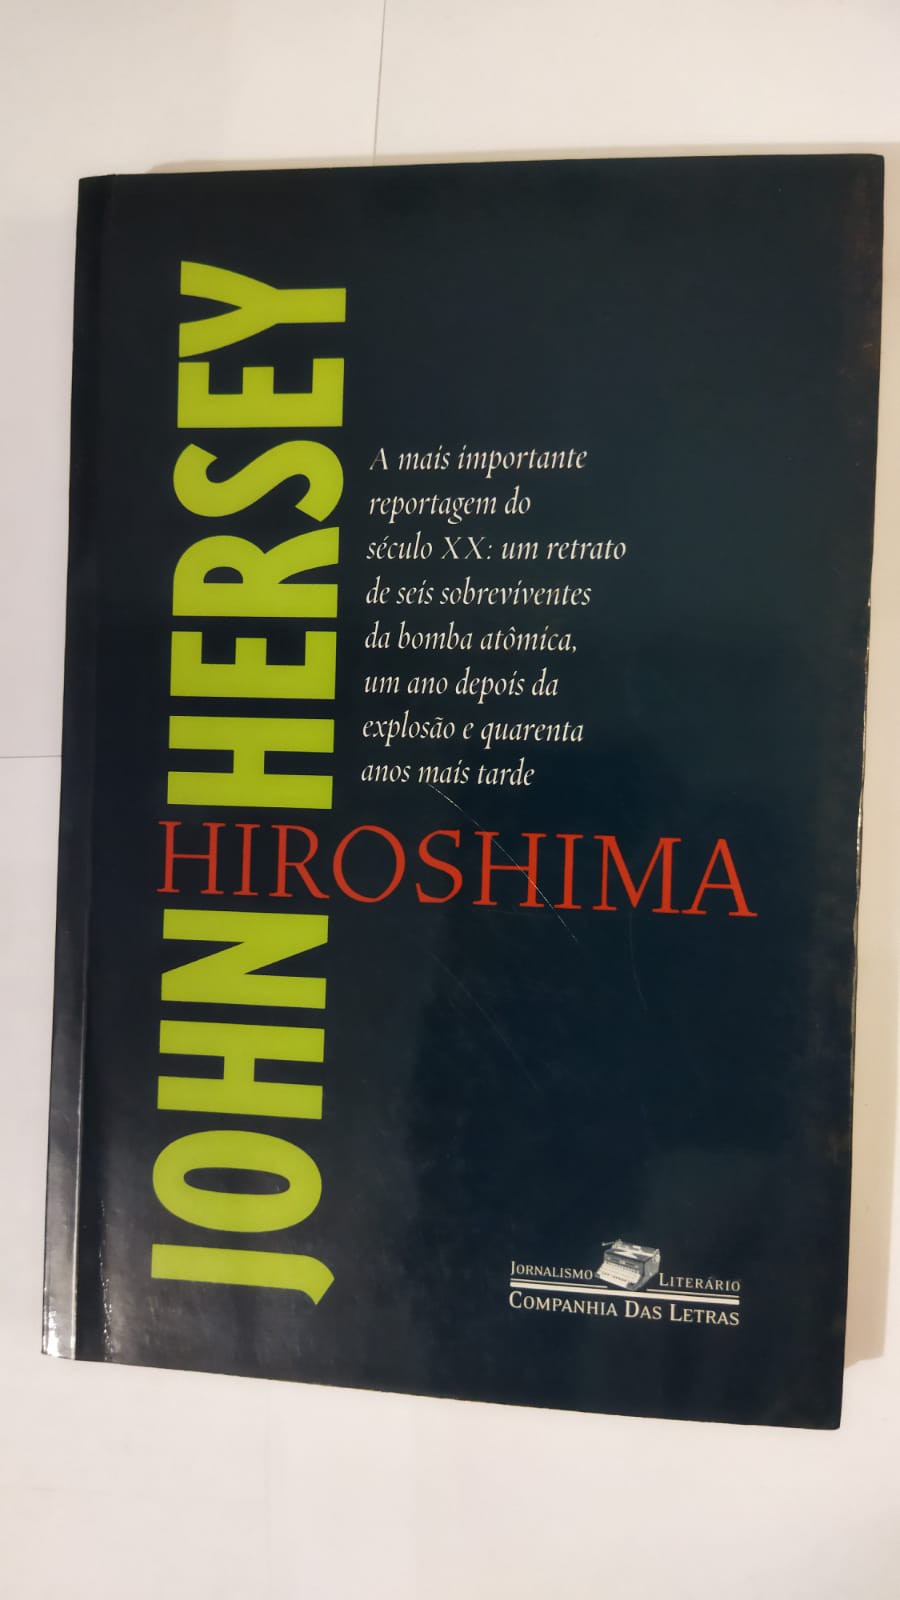 JOHN HERSEY
A mais importante
reportagem do
século XX: um retrato
de seis sobreviventes
da bomba atômica,
um ano depois da
explosão e quarenta
anos mais tarde
HIROSHIMA
JORNALISMO LITERÁRIO
COMPANHIA DAS LETRAS